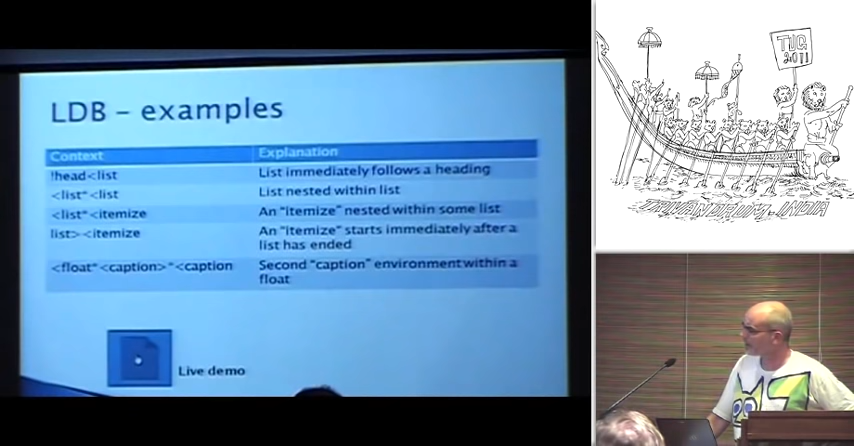 LDB – examples
Context Explanation
!head<list List immediately follows a heading
<list*<list List nested within list
<list*<itemize An "itemize" nested within some list
list><itemize An "itemize" starts immediately after a
list has ended
<float*<caption>*<caption Second "caption" environment within a
float
Live demo
TUG
2011
TRIVANDRUM, INDIA